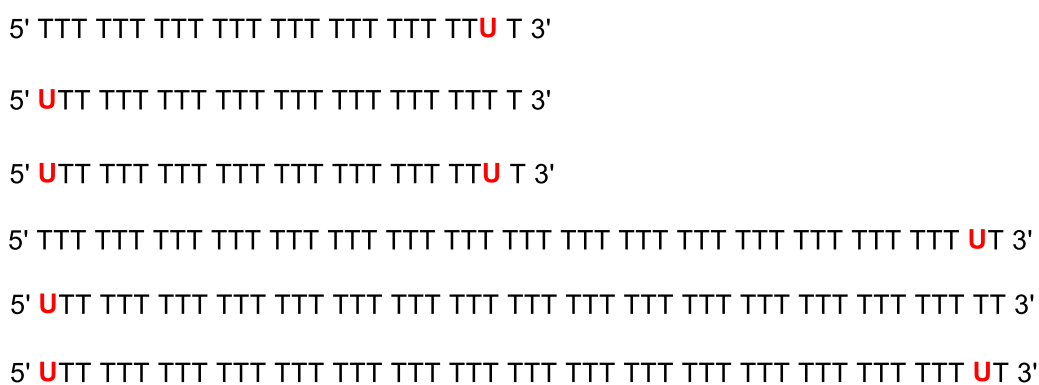 5' TTT TTT TTT TTT TTT TTT TTT TTU T 3'
5' UTT TTT TTT TTT TTT TTT TTT TTT T 3'
5' UTT TTT TTT TTT TTT TTT TTT TTU T 3'
5' TTT TTT TTT TTT TTT TTT TTT TTT TTT TTT TTT TTT TTT TTT TTT TTT UT 3'
5' UTT TTT TTT TTT TTT TTT TTT TTT TTT TTT TTT TTT TTT TTT TTT TTT TT 3'
5' UTT TTT TTT TTT TTT TTT TTT TTT TTT TTT TTT TTT TTT TTT TTT TTT UT 3'